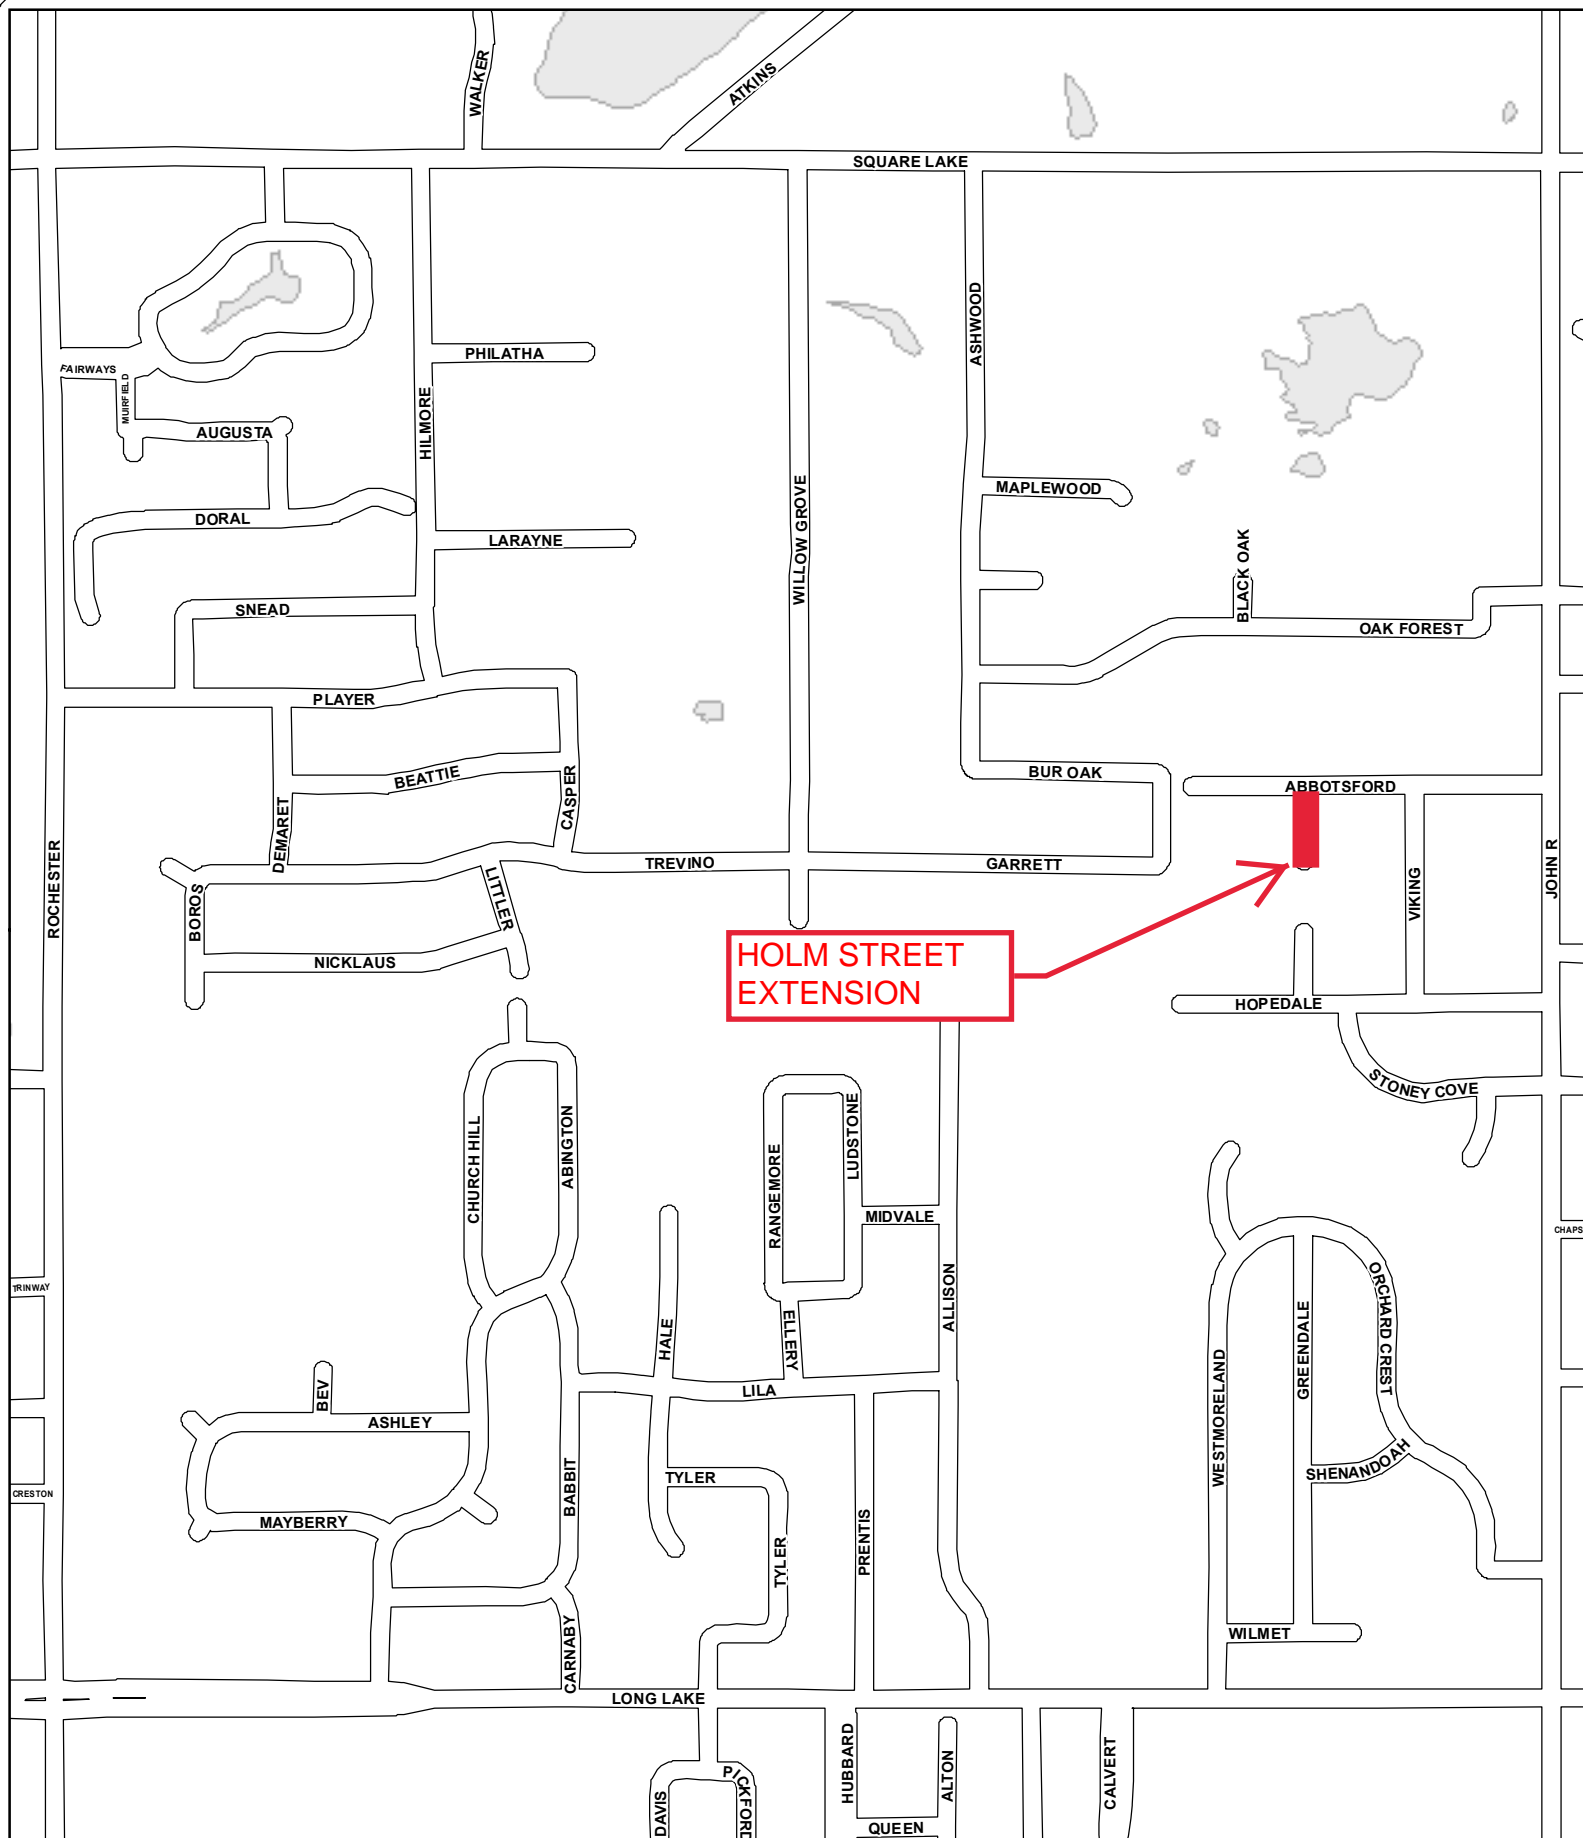 WALKER
ATKINS
SQUARE LAKE
ASHWOOD
PHILATHA
FAIRWAYS
MUIRFIELD
HILMORE
AUGUSTA
WILLOW GROVE
MAPLEWOOD
DORAL
LARAYNE
BLACK OAK
SNEAD
OAK FOREST
PLAYER
BEATTIE
CASPER
BUR OAK
ABBOTSFORD
DEMARET
TREVINO
GARRETT
ROCHESTER
BOROS
LITTLER
VIKING
JOHN R
NICKLAUS
HOLM STREET
EXTENSION
HOPEDALE
STONEY COVE
CHURCH HILL
ABINGTON
RANGEMORE
LUDSTONE
MIDVALE
CHAPS
TRINWAY
ALLISON
ORCHARD CREST
HALE
ELLERY
GREENDALE
BEV
LILA
WESTMORELAND
ASHLEY
SHENANDOAH
TYLER
BABBIT
CRESTON
MAYBERRY
TYLER
PRENTIS
CARNABY
WILMET
LONG LAKE
HUBBARD
ALTON
CALVERT
PICKFORD
DAVIS
QUEEN